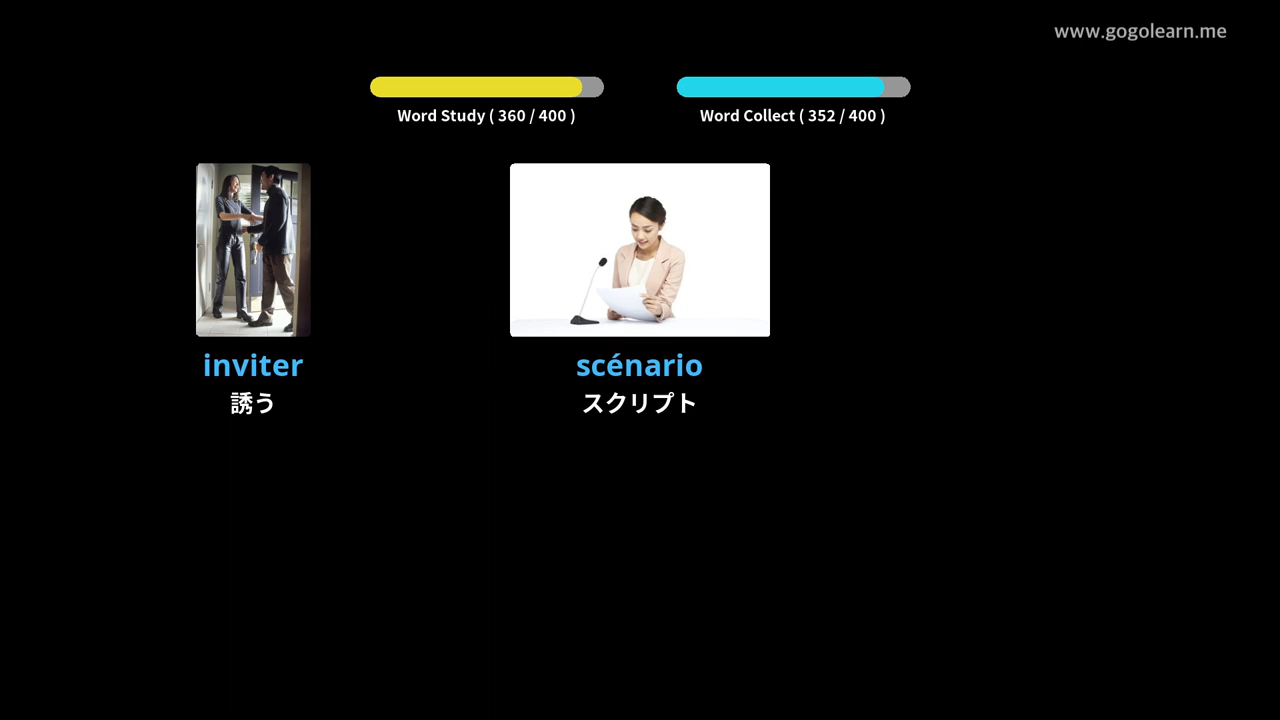 www.gogolearn.me
Word Study ( 360 / 400 )
Word Collect ( 352 / 400 )
inviter
誘う
scénario
スクリプト